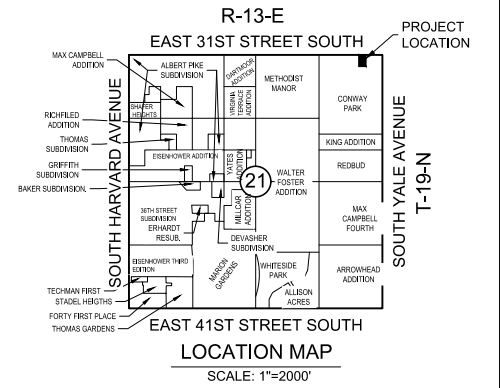 R-13-E
EAST 31ST STREET SOUTH
PROJECT
LOCATION
MAX CAMPBELL
ADDITION
ALBERT PIKE
SUBDIVISION
DARTMOOR
ADDITION
METHODIST
MANOR
SHAFER
HEIGHTS
VIRGINIA
TERRACE
ADDITION
CONWAY
PARK
RICHFILED
ADDITION
THOMAS
SUBDIVISION
KING ADDITION
EISENHOWER ADDITION
GRIFFITH
SUBDIVISION
YATES
ADDITION
REDBUD
BAKER SUBDIVISION
21
WALTER
FOSTER
ADDITION
SOUTH HARVARD AVENUE
SOUTH YALE AVENUE
T-19-N
36TH STREET
SUBDIVISION
ERHARDT
RESUB.
MILLCAR
ADDITION
MAX
CAMPBELL
FOURTH
DEVASHER
SUBDIVISION
EISENHOWER THIRD
EDITION
MARION
GARDENS
WHITESIDE
PARK
ARROWHEAD
ADDITION
TECHMAN FIRST
STADEL HEIGTHS
ALLISON
ACRES
FORTY FIRST PLACE
THOMAS GARDENS
EAST 41ST STREET SOUTH
LOCATION MAP
SCALE: 1"=2000'